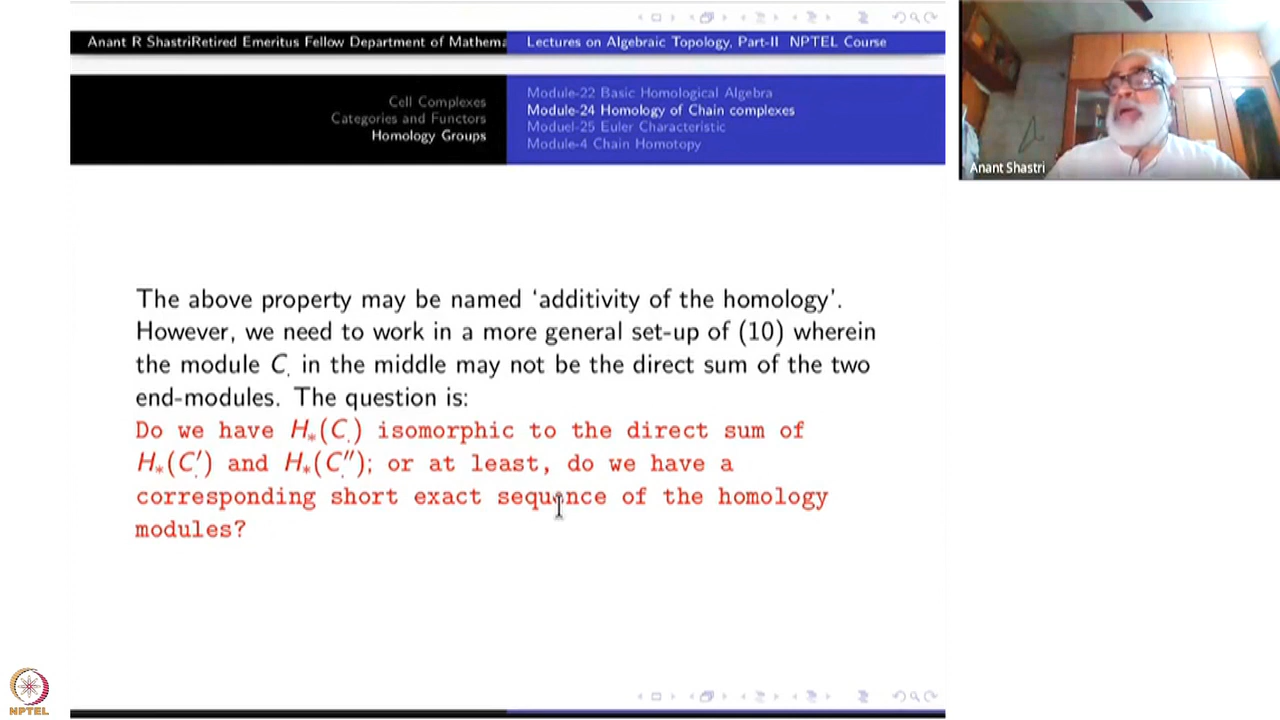 Anant R ShastriRetired Emeritus Fellow Department of Mathema
Lectures on Algebraic Topology, Part-II NPTEL Course
Cell Complexes
Categories and Functors
Homology Groups
Module-22 Basic Homological Algebra
Module-24 Homology of Chain complexes
Moduel-25 Euler Characteristic
Module-4 Chain Homotopy
Anant Shastri
The above property may be named ‘additivity of the homology’.
However, we need to work in a more general set-up of (10) wherein
the module C. in the middle may not be the direct sum of the two
end-modules. The question is:
Do we have H∗(C.) isomorphic to the direct sum of
H∗(C′.) and H∗(C′′.); or at least, do we have a
corresponding short exact sequence of the homology
modules?
NPTEL